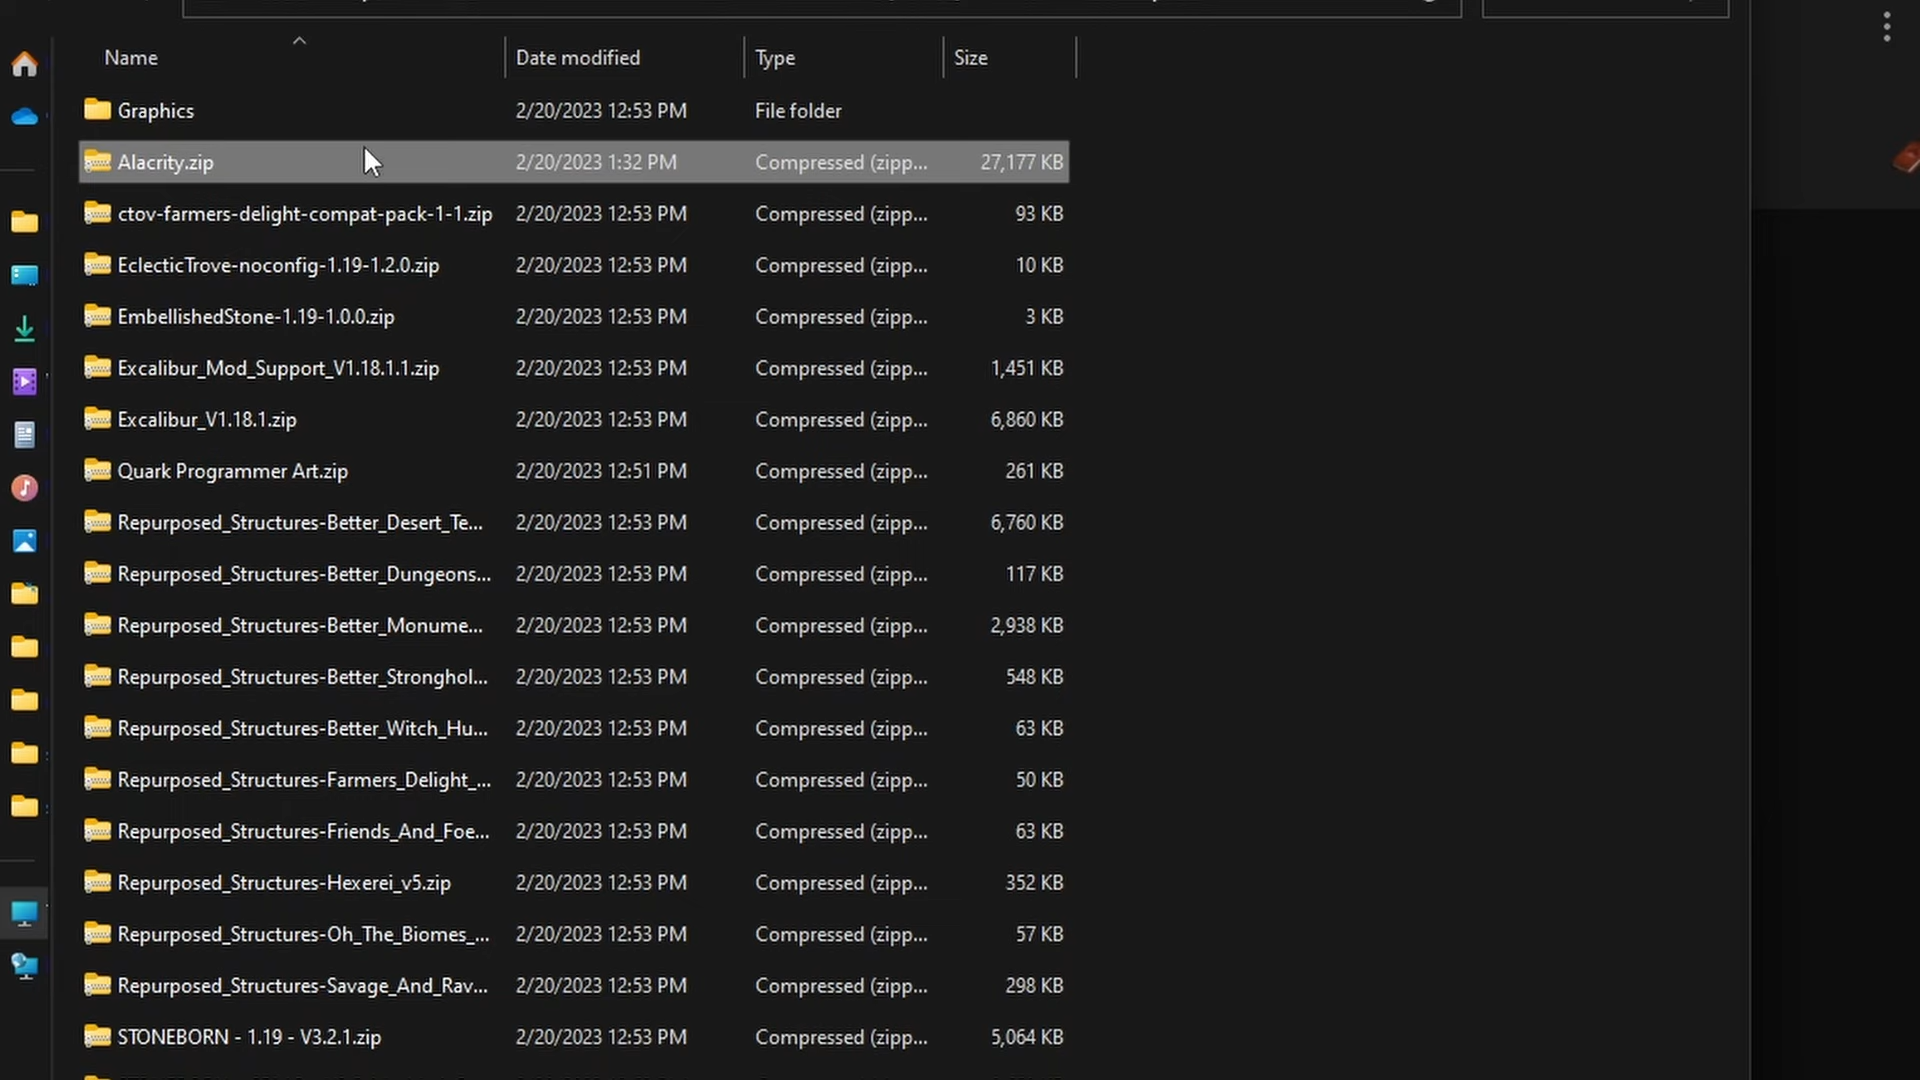 Name Date modified Type Size
Graphics 2/20/2023 12:53 PM File folder
Alacrity.zip 2/20/2023 1:32 PM Compressed (zipp... 27,177 KB
ctov-farmers-delight-compat-pack-1-1.zip 2/20/2023 12:53 PM Compressed (zipp... 93 KB
EclecticTrove-noconfig-1.19-1.2.0.zip 2/20/2023 12:53 PM Compressed (zipp... 10 KB
EmbellishedStone-1.19-1.0.0.zip 2/20/2023 12:53 PM Compressed (zipp... 3 KB
Excalibur_Mod_Support_V1.18.1.1.zip 2/20/2023 12:53 PM Compressed (zipp... 1,451 KB
Excalibur_V1.18.1.zip 2/20/2023 12:53 PM Compressed (zipp... 6,860 KB
Quark Programmer Art.zip 2/20/2023 12:51 PM Compressed (zipp... 261 KB
Repurposed_Structures-Better_Desert_Te... 2/20/2023 12:53 PM Compressed (zipp... 6,760 KB
Repurposed_Structures-Better_Dungeons... 2/20/2023 12:53 PM Compressed (zipp... 117 KB
Repurposed_Structures-Better_Monume... 2/20/2023 12:53 PM Compressed (zipp... 2,938 KB
Repurposed_Structures-Better_Stronghol... 2/20/2023 12:53 PM Compressed (zipp... 548 KB
Repurposed_Structures-Better_Witch_Hu... 2/20/2023 12:53 PM Compressed (zipp... 63 KB
Repurposed_Structures-Farmers_Delight_... 2/20/2023 12:53 PM Compressed (zipp... 50 KB
Repurposed_Structures-Friends_And_Foe... 2/20/2023 12:53 PM Compressed (zipp... 63 KB
Repurposed_Structures-Hexerei_v5.zip 2/20/2023 12:53 PM Compressed (zipp... 352 KB
Repurposed_Structures-Oh_The_Biomes_... 2/20/2023 12:53 PM Compressed (zipp... 57 KB
Repurposed_Structures-Savage_And_Rav... 2/20/2023 12:53 PM Compressed (zipp... 298 KB
STONEBORN - 1.19 - V3.2.1.zip 2/20/2023 12:53 PM Compressed (zipp... 5,064 KB